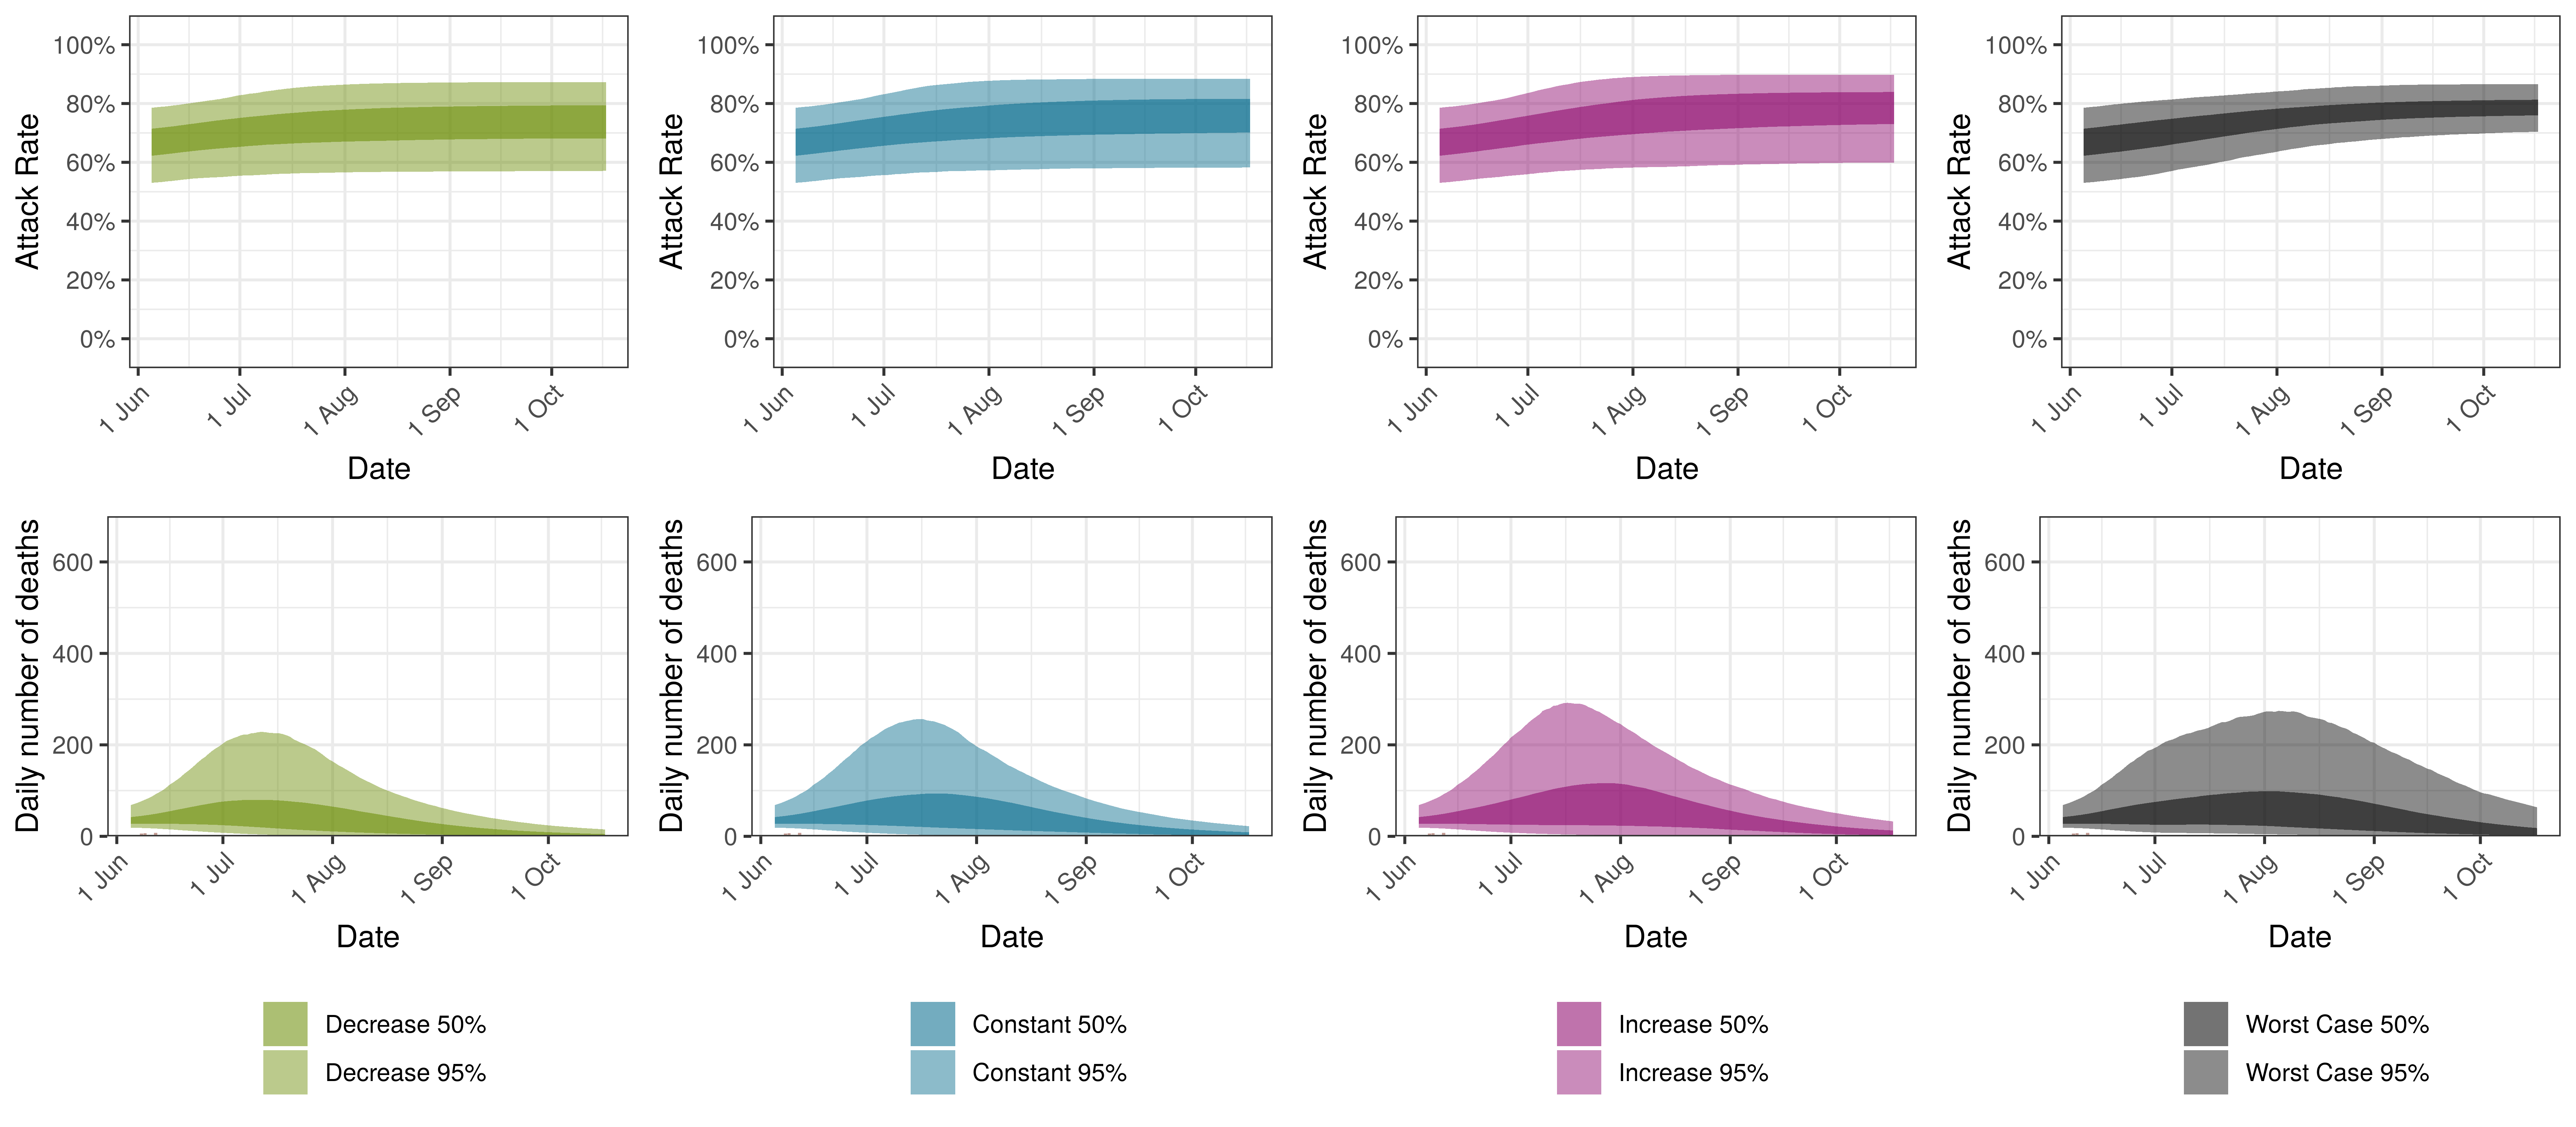 100%
80%
60%
40%
20%
0%
Attack Rate
1 Jun
1 Jul
1 Aug
1 Sep
1 Oct
Date
100%
80%
60%
40%
20%
0%
Attack Rate
1 Jun
1 Jul
1 Aug
1 Sep
1 Oct
Date
100%
80%
60%
40%
20%
0%
Attack Rate
1 Jun
1 Jul
1 Aug
1 Sep
1 Oct
Date
100%
80%
60%
40%
20%
0%
Attack Rate
1 Jun
1 Jul
1 Aug
1 Sep
1 Oct
Date
600
400
200
0
Daily number of deaths
1 Jun
1 Jul
1 Aug
1 Sep
1 Oct
Date
600
400
200
0
Daily number of deaths
1 Jun
1 Jul
1 Aug
1 Sep
1 Oct
Date
600
400
200
0
Daily number of deaths
1 Jun
1 Jul
1 Aug
1 Sep
1 Oct
Date
600
400
200
0
Daily number of deaths
1 Jun
1 Jul
1 Aug
1 Sep
1 Oct
Date
Decrease 50%
Decrease 95%
Constant 50%
Constant 95%
Increase 50%
Increase 95%
Worst Case 50%
Worst Case 95%